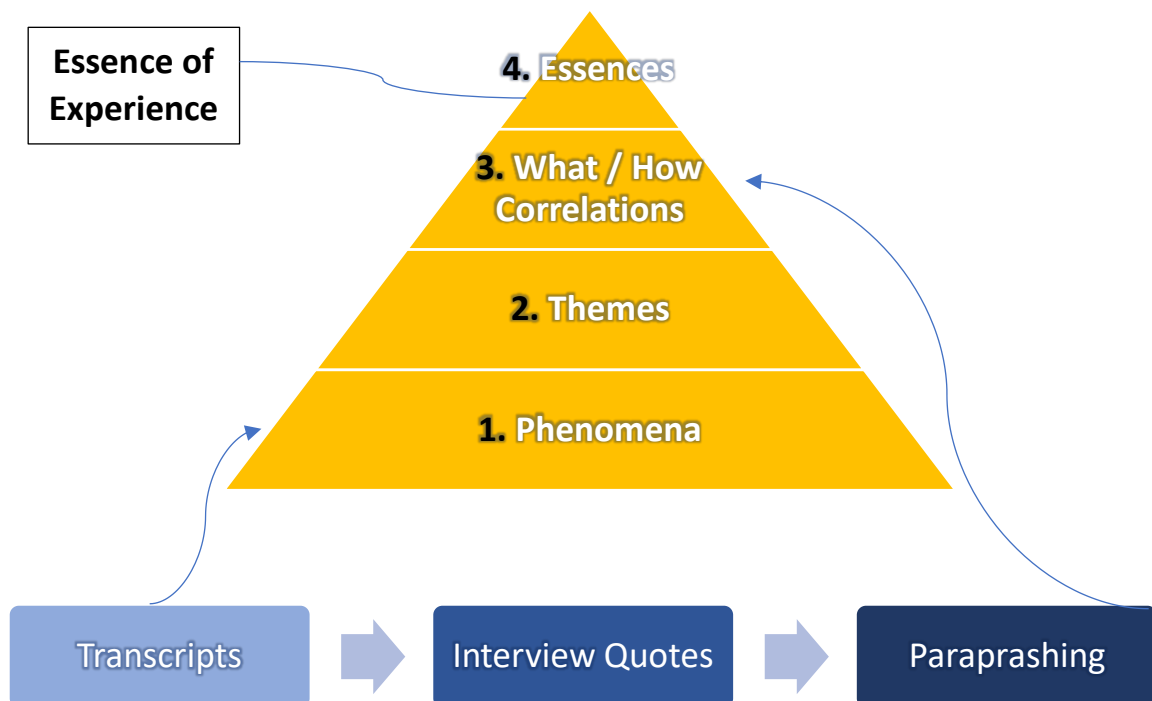 Essence of
Experience
4. Essences
3. What / How
Correlations
2. Themes
1. Phenomena
Transcripts
Interview Quotes
Paraprashing